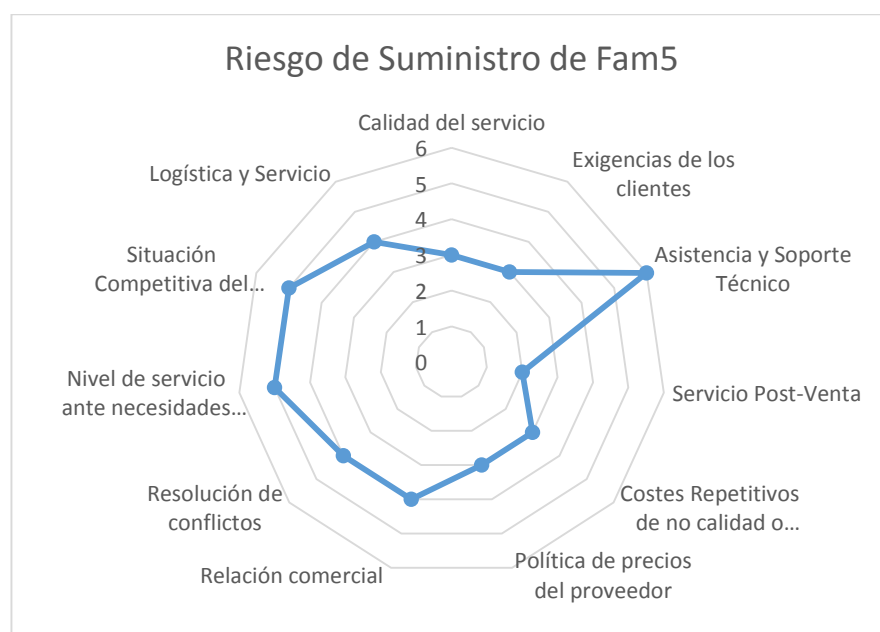 Riesgo de Suministro de Fam5
Calidad del servicio
Exigencias de los
clientes
Asistencia y Soporte
Técnico
Servicio Post-Venta
Costes Repetitivos
de no calidad o...
Política de precios
del proveedor
Relación comercial
Resolución de
conflictos
Nivel de servicio
ante necesidades...
Situación
Competitiva del...
Logística y Servicio
6
5
4
3
2
1
0